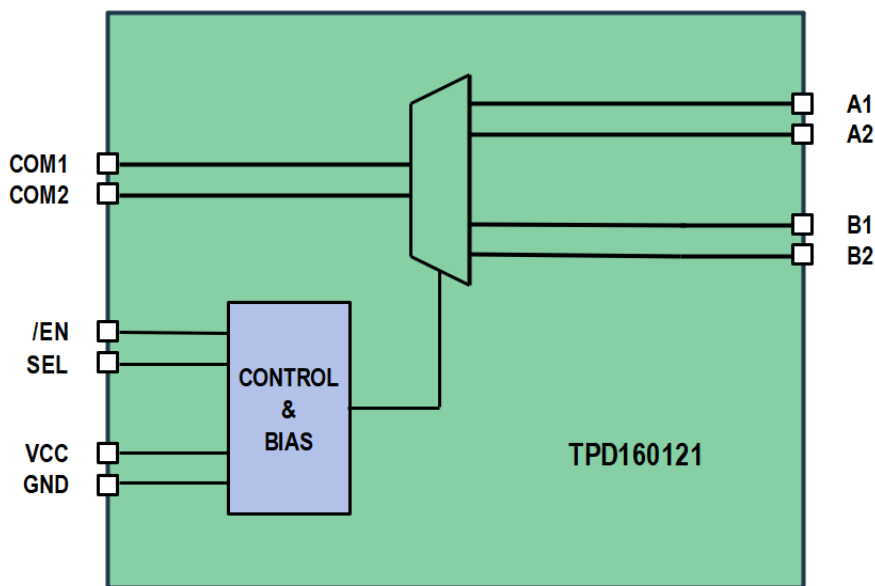 A1
A2
COM1
COM2
B1
B2
/EN
SEL
CONTROL
&
BIAS
VCC
GND
TPD160121